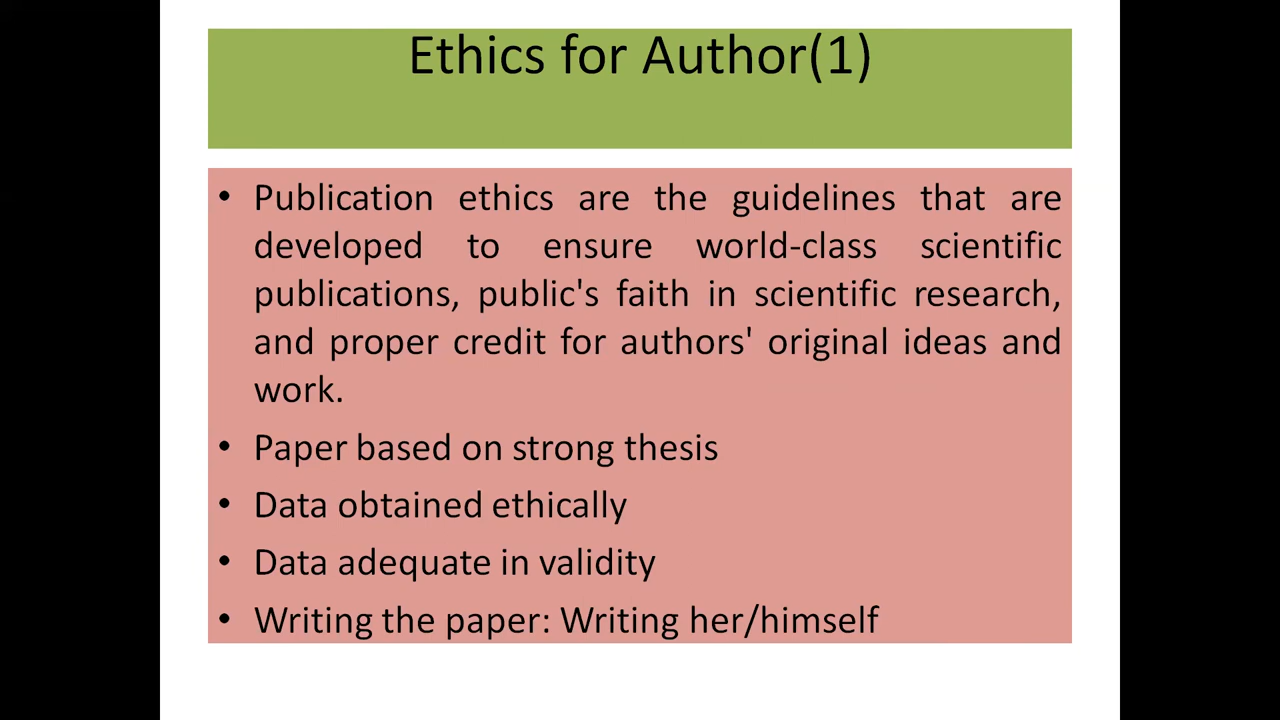 Ethics for Author(1)
• Publication ethics are the guidelines that are
developed to ensure world-class scientific
publications, public's faith in scientific research,
and proper credit for authors' original ideas and
work.
• Paper based on strong thesis
• Data obtained ethically
• Data adequate in validity
• Writing the paper: Writing her/himself